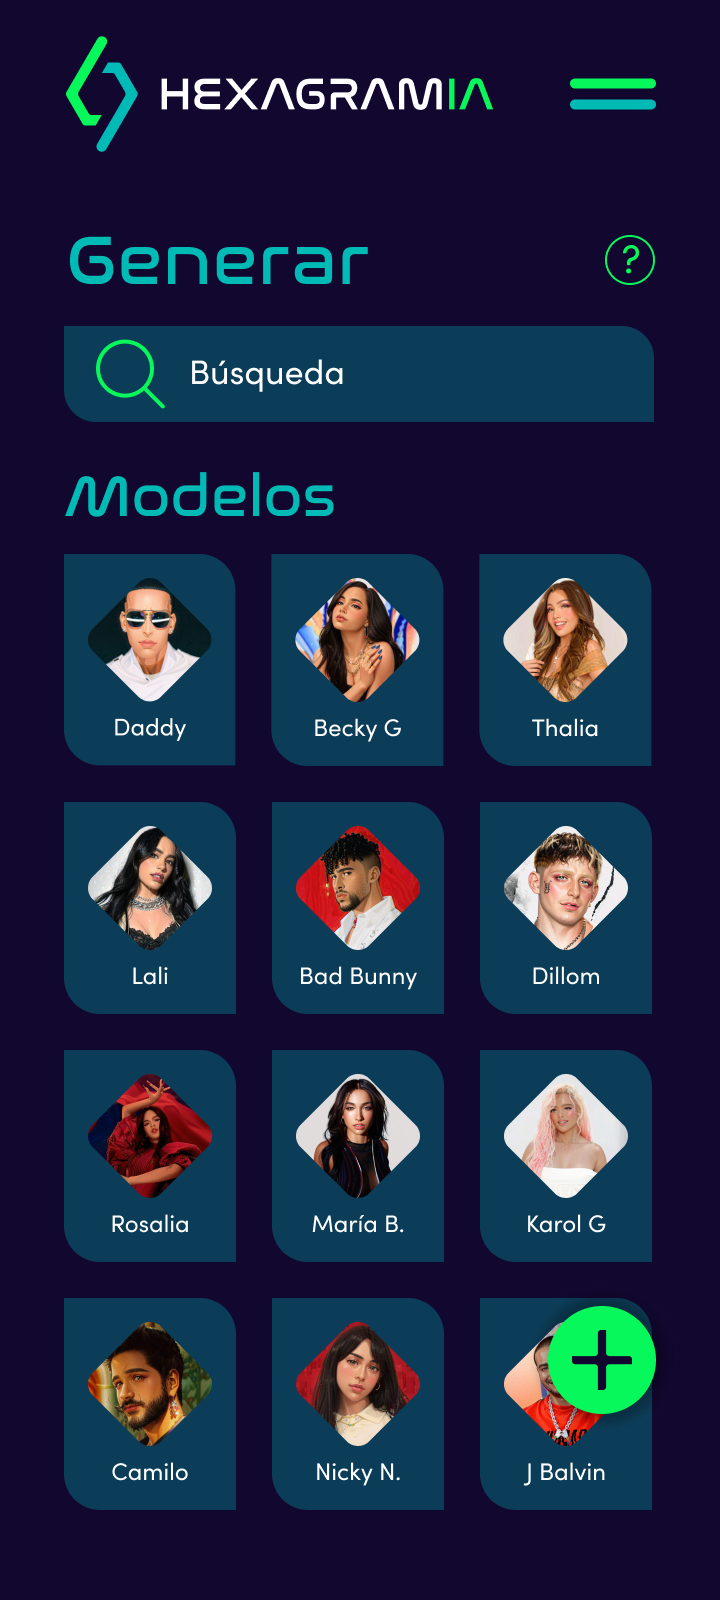 HEXAGRAMIA
Generar
?
Búsqueda
Modelos
Daddy
Becky G
Thalia
Lali
Bad Bunny
Dillom
Rosalia
María B.
Karol G
Camilo
Nicky N.
J Balvin